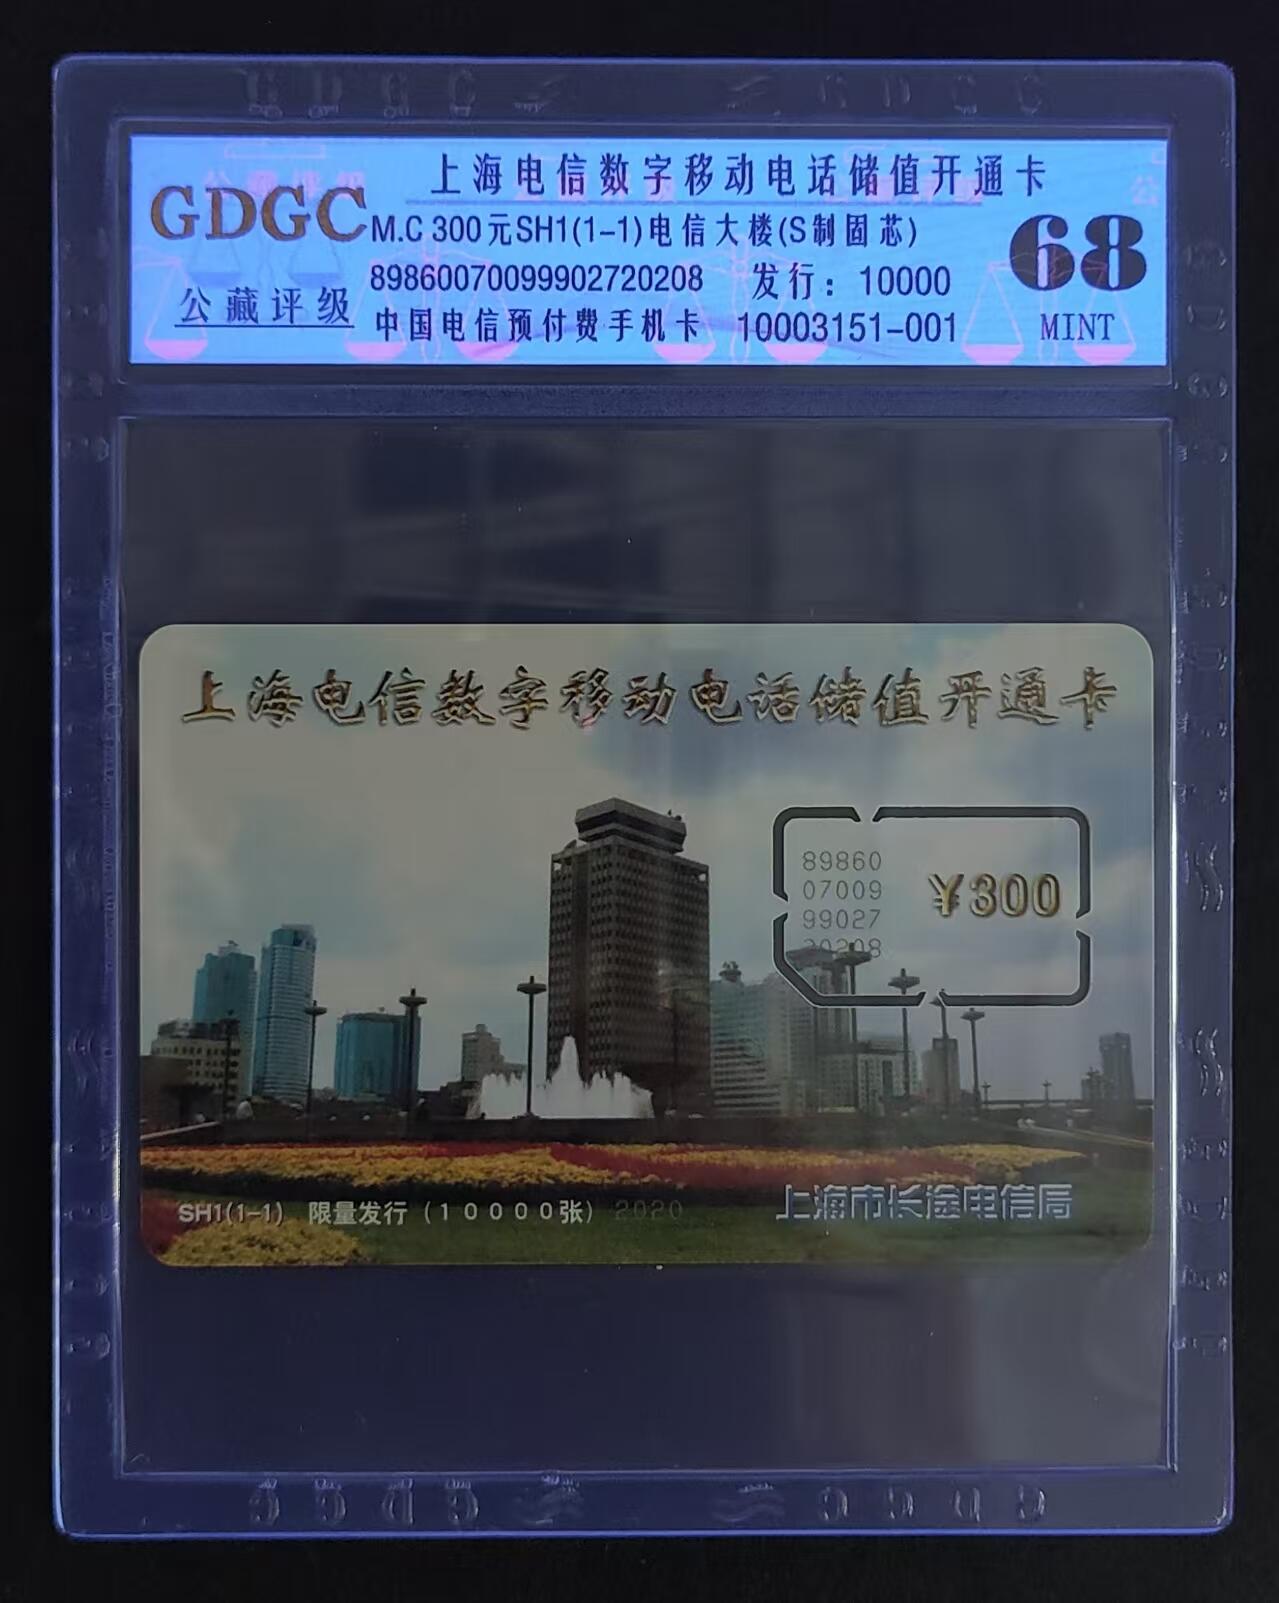 上海电信数字移动电话储值开通卡
GDGC
M.C 300元SH1(1-1)电信大楼(S制固芯)
68
89860070099902720208 发行：10000
公藏评级
中国电信预付费手机卡 10003151-001
MINT
上海电信数字移动电话储值开通卡
89860
07009
99027
20208
¥300
SH1(1-1) 限量发行（10000张） 2020
上海市长途电信局